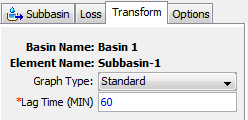 Subbasin Loss Transform Options
Basin Name: Basin 1
Element Name: Subbasin-1
Graph Type: Standard
*Lag Time (MIN) 60